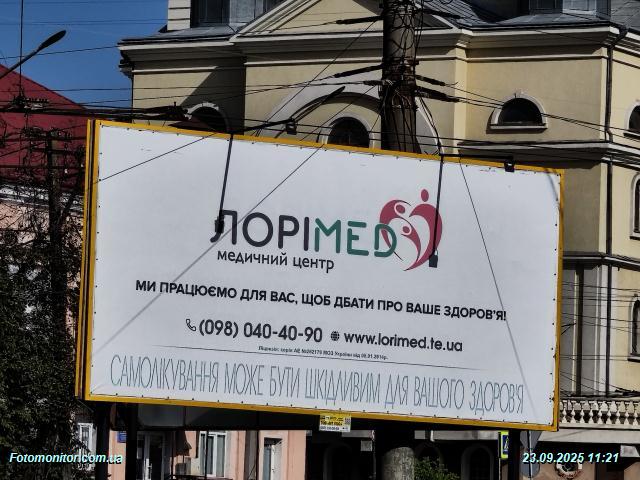 ЛОРІMED
медичний центр
МИ ПРАЦЮЄМО ДЛЯ ВАС, ЩОБ ДБАТИ ПРО ВАШЕ ЗДОРОВ'Я!
(098) 040-40-90 www.lorimed.te.ua
САМОЛІКУВАННЯ МОЖЕ БУТИ ШКІДЛИВИМ ДЛЯ ВАШОГО ЗДОРОВ'Я
Fotomonitori.com.ua
23.09.2025 11:21